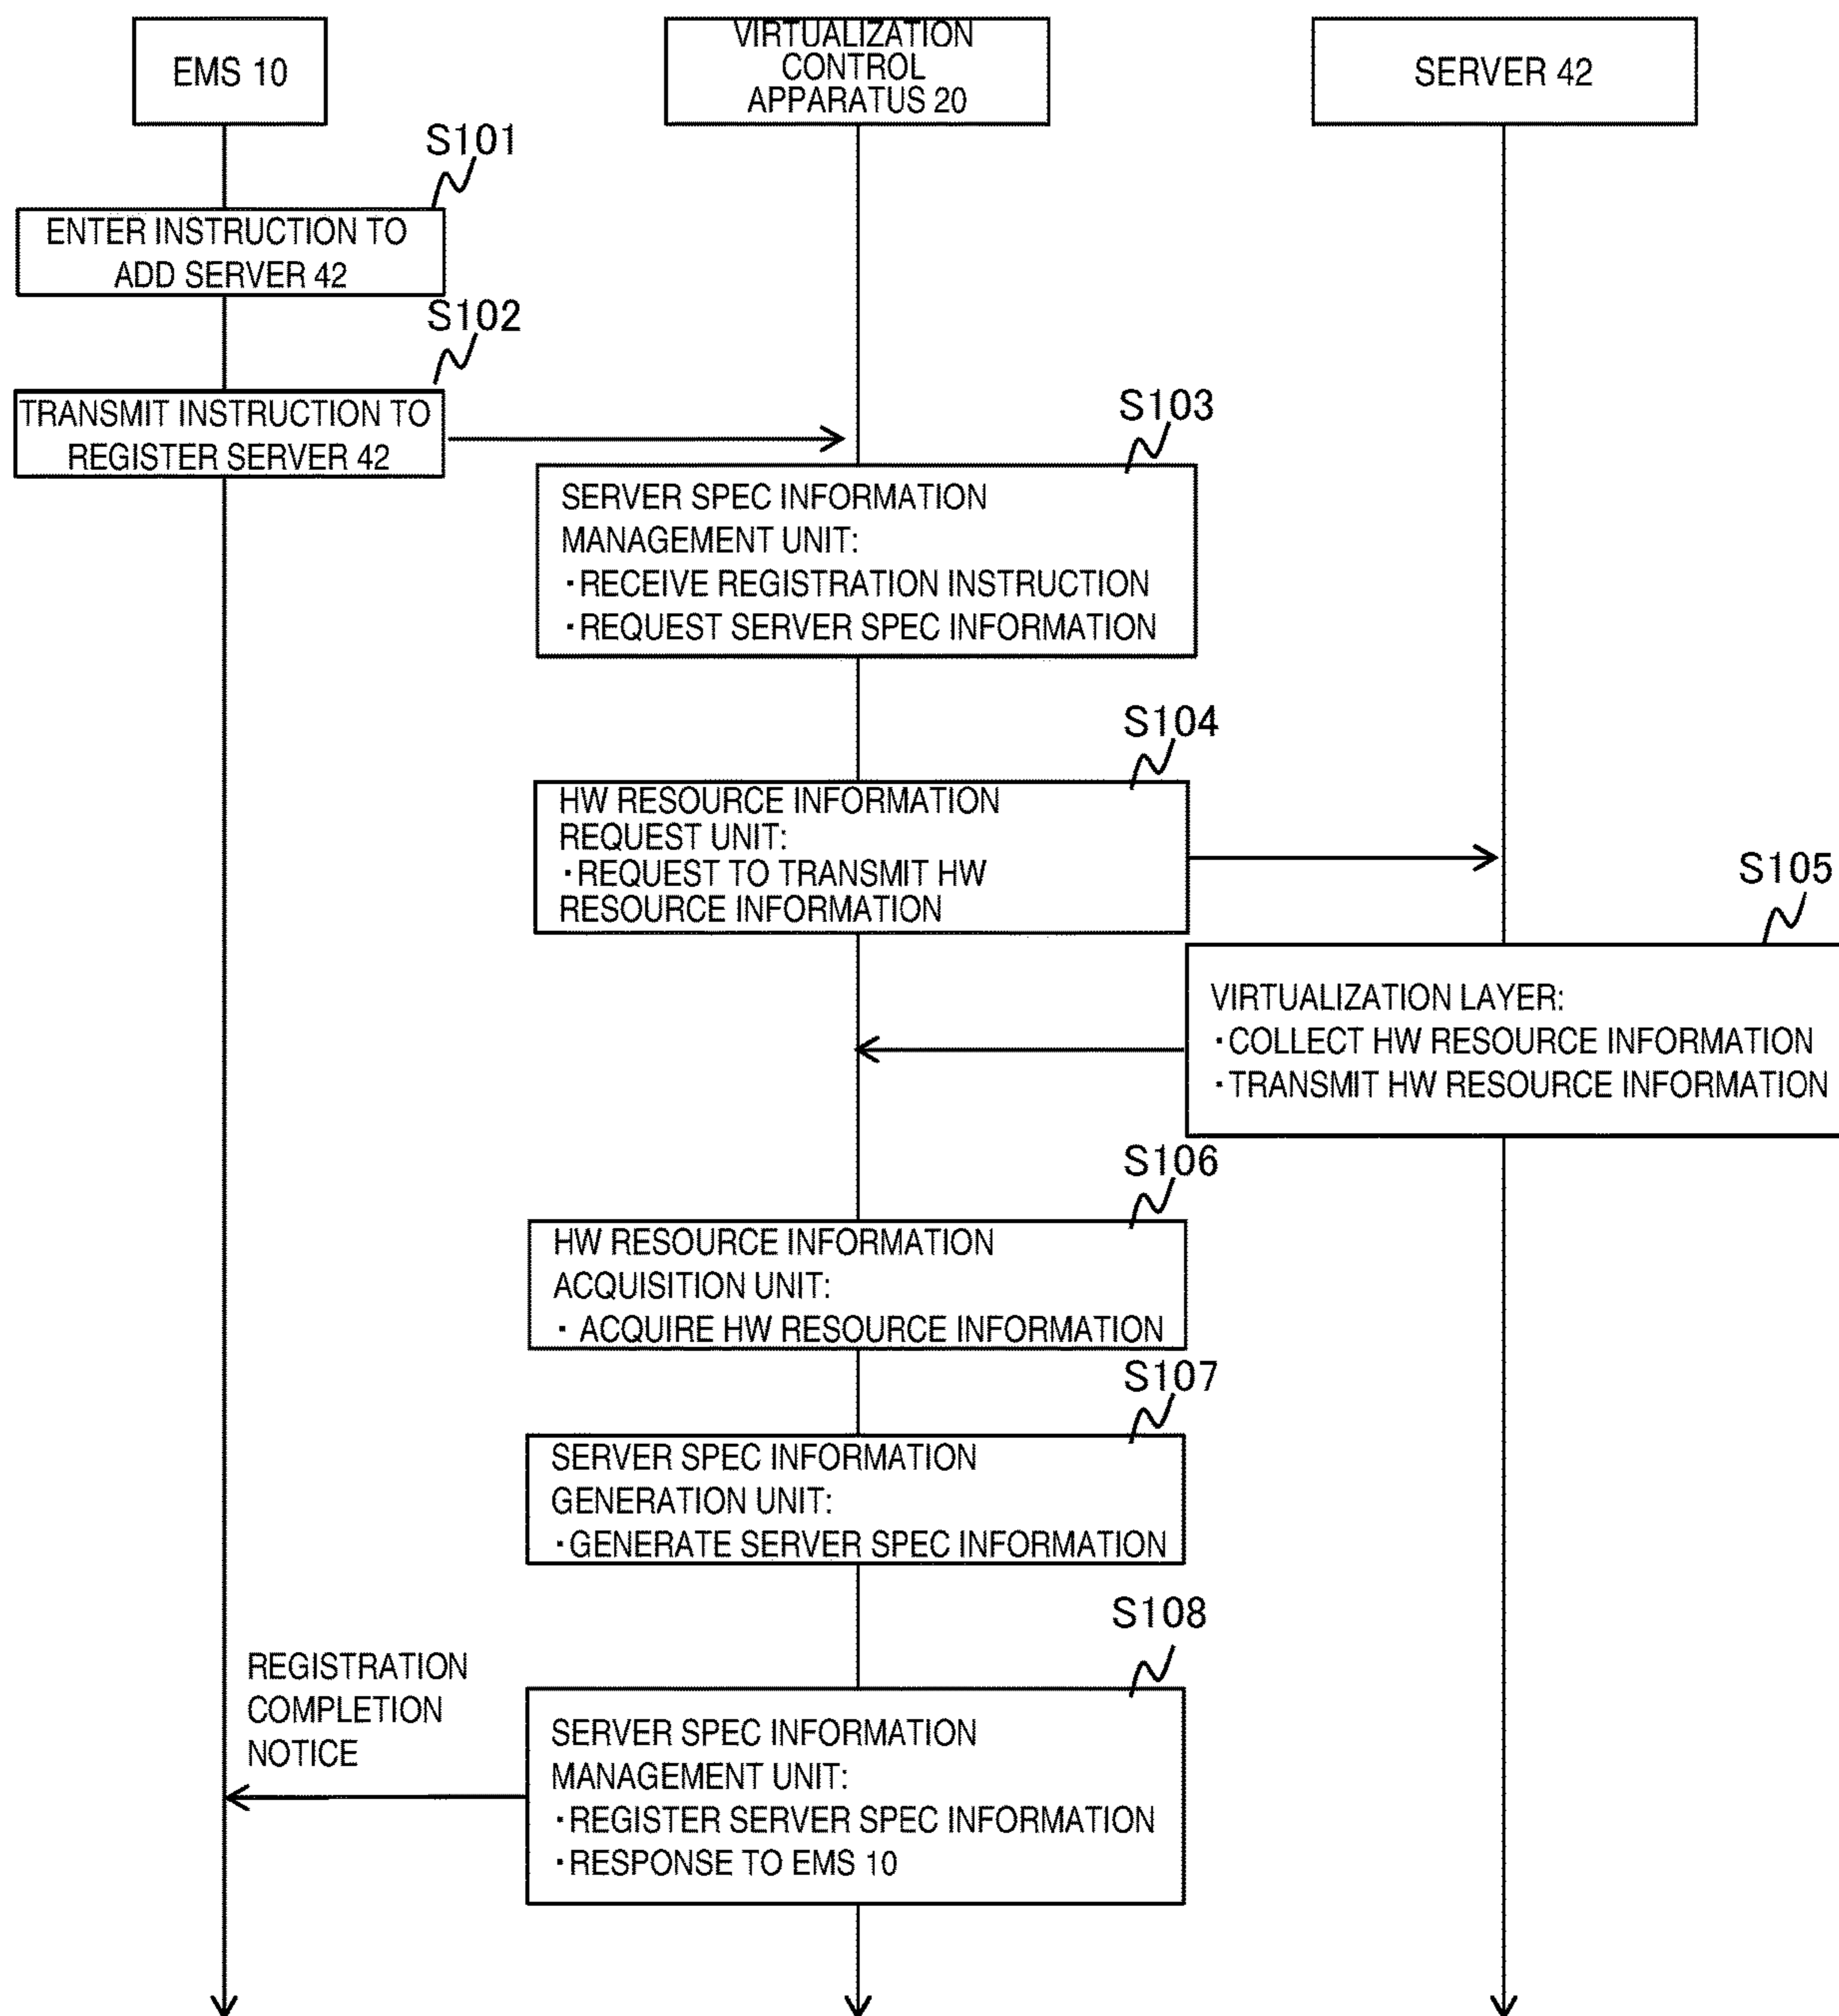 EMS 10
VIRTUALIZATION
CONTROL
APPARATUS 20
SERVER 42
S101
ENTER INSTRUCTION TO
ADD SERVER 42
S102
TRANSMIT INSTRUCTION TO
REGISTER SERVER 42
S103
SERVER SPEC INFORMATION
MANAGEMENT UNIT:
・RECEIVE REGISTRATION INSTRUCTION
・REQUEST SERVER SPEC INFORMATION
S104
HW RESOURCE INFORMATION
REQUEST UNIT:
・REQUEST TO TRANSMIT HW
RESOURCE INFORMATION
S105
VIRTUALIZATION LAYER:
・COLLECT HW RESOURCE INFORMATION
・TRANSMIT HW RESOURCE INFORMATION
S106
HW RESOURCE INFORMATION
ACQUISITION UNIT:
・ ACQUIRE HW RESOURCE INFORMATION
S107
SERVER SPEC INFORMATION
GENERATION UNIT:
・GENERATE SERVER SPEC INFORMATION
S108
REGISTRATION
COMPLETION
NOTICE
SERVER SPEC INFORMATION
MANAGEMENT UNIT:
・REGISTER SERVER SPEC INFORMATION
・RESPONSE TO EMS 10